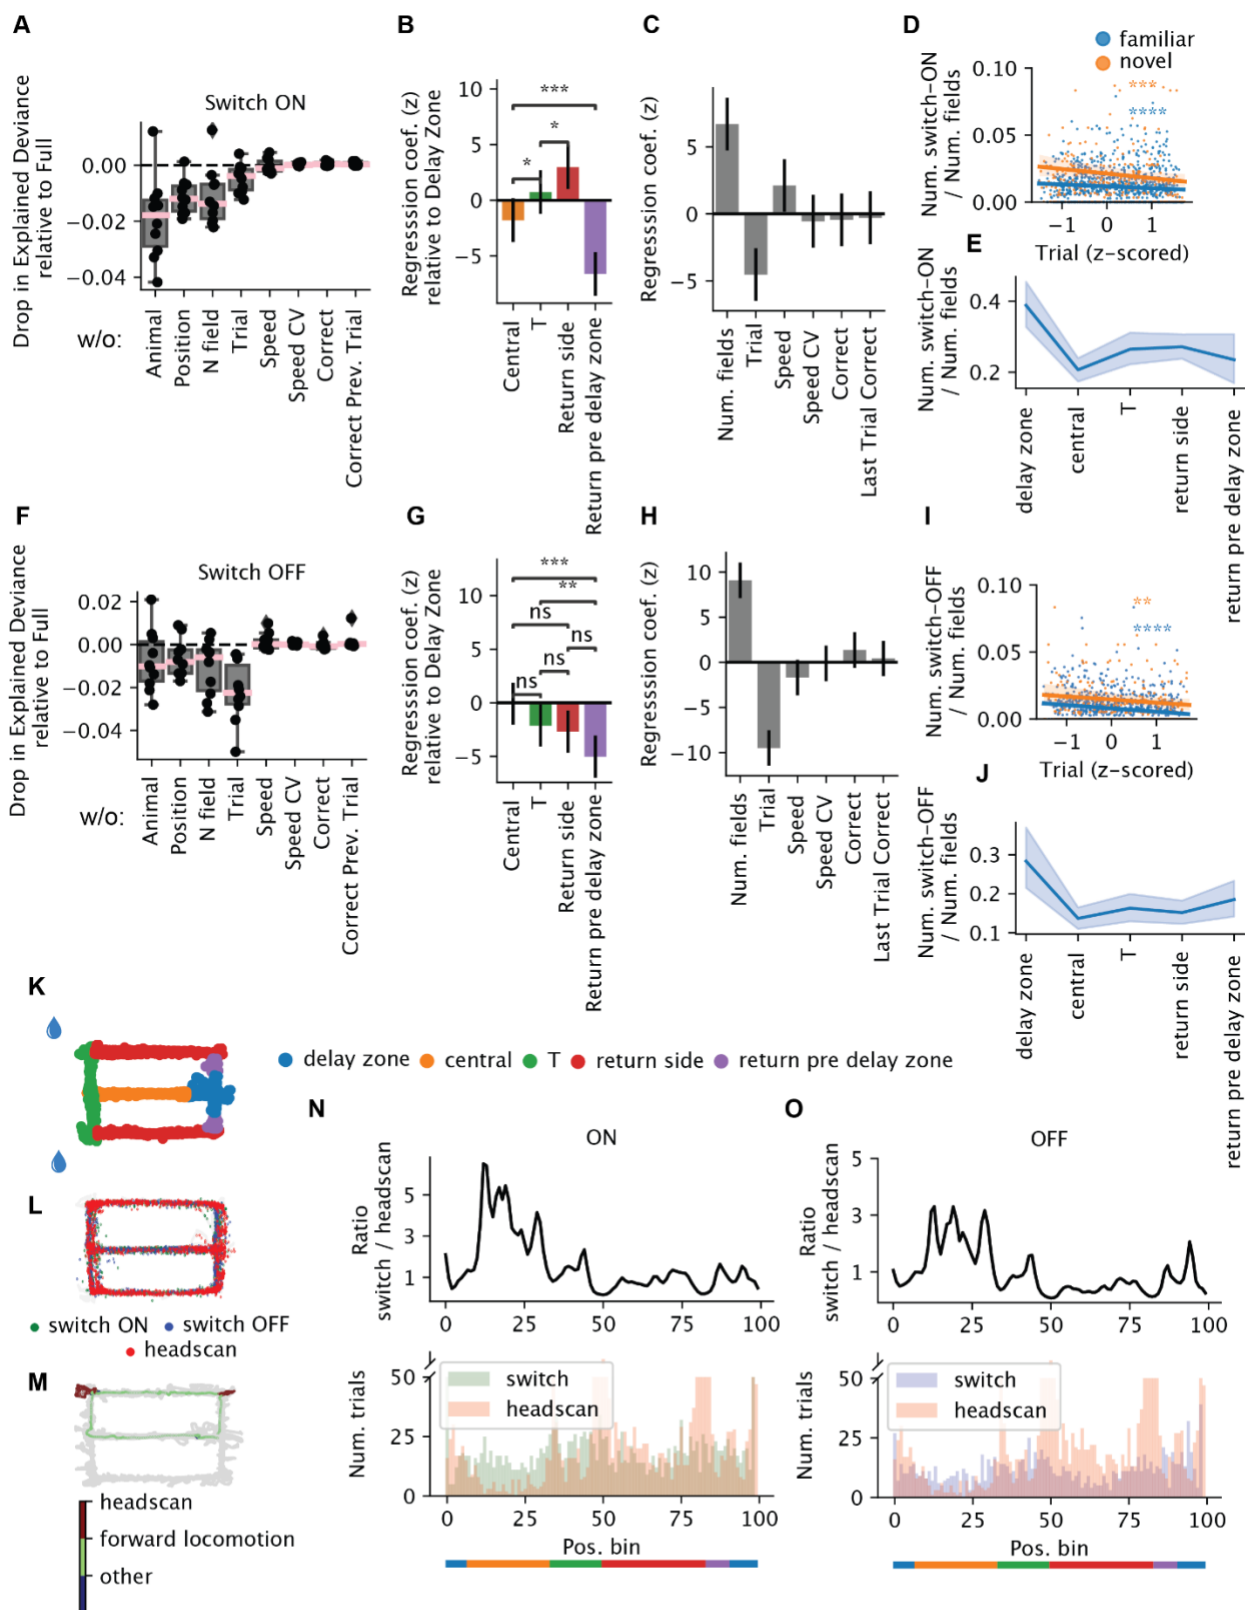 A
Switch ON
Drop in Explained Deviance
relative to Full
0.00
−0.02
−0.04
w/o:
Animal
Position
N field
Trial
Speed
Speed CV
Correct
Correct Prev. Trial
B
Regression coef. (z)
relative to Delay Zone
10
5
0
−5
***
*
*
Central
T
Return side
Return pre delay zone
C
Regresssion coef. (z)
5
0
−5
Num. fields
Trial
Speed
Speed CV
Correct
Last Trial Correct
D
familiar
novel
Num. switch–ON
/ Num. fields
0.10
0.05
0.00
***
****
−1
0
1
Trial (z-scored)
E
Num. switch–ON
/ Num. fields
0.4
0.2
delay zone
central
T
return side
return pre delay zone
F
Switch OFF
Drop in Explained Deviance
relative to Full
0.02
0.00
−0.02
−0.04
w/o:
Animal
Position
N field
Trial
Speed
Speed CV
Correct
Correct Prev. Trial
G
Regression coef. (z)
relative to Delay Zone
10
5
0
−5
***
**
ns
ns
ns
ns
Central
T
Return side
Return pre delay zone
H
Regresssion coef. (z)
10
5
0
−5
−10
Num. fields
Trial
Speed
Speed CV
Correct
Last Trial Correct
I
Num. switch–OFF
/ Num. fields
0.10
0.05
0.00
**
****
−1
0
1
Trial (z-scored)
J
Num. switch–OFF
/ Num. fields
0.3
0.2
0.1
delay zone
central
T
return side
return pre delay zone
K
delay zone
central
T
return side
return pre delay zone
L
switch ON
switch OFF
headscan
M
headscan
forward locomotion
other
N
ON
Ratio
switch / headscan
5
3
1
0
25
50
75
100
Num. trials
50
25
0
switch
headscan
0
25
50
75
100
Pos. bin
O
OFF
Ratio
switch / headscan
5
3
1
0
25
50
75
100
Num. trials
50
25
0
switch
headscan
0
25
50
75
100
Pos. bin